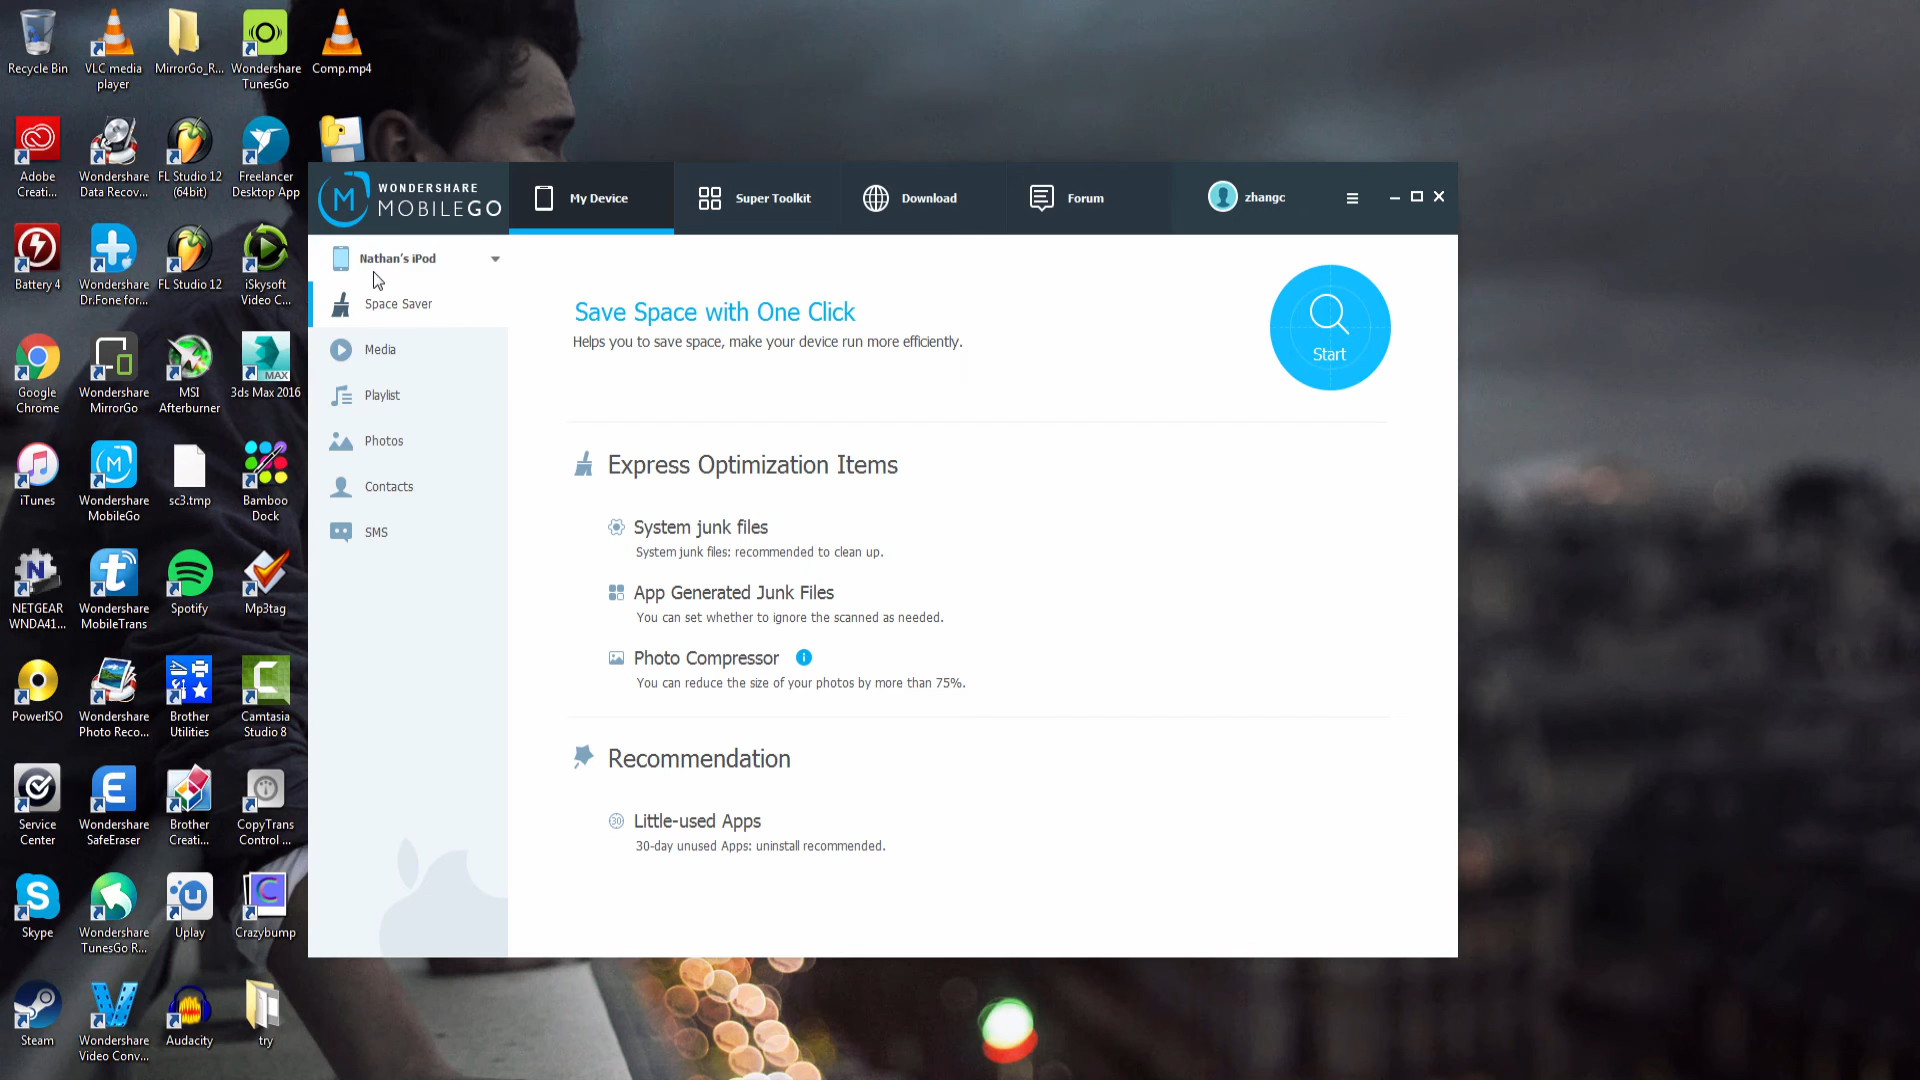 Recycle Bin
VLC media
player
MirrorGo_R...
Wondershare
TunesGo
Comp.mp4
Adobe
Creati...
Wondershare
Data Recov...
FL Studio 12
(64bit)
Freelancer
Desktop App
Battery 4
Wondershare
Dr.Fone for...
FL Studio 12
iSkysoft
Video C...
Google
Chrome
Wondershare
MirrorGo
MSI
Afterburner
MAX
3ds Max 2016
iTunes
Wondershare
MobileGo
sc3.tmp
Bamboo
Dock
NETGEAR
WNDA41...
Wondershare
MobileTrans
Spotify
Mp3tag
PowerISO
Wondershare
Photo Reco...
Brother
Utilities
Camtasia
Studio 8
Service
Center
Wondershare
SafeEraser
Brother
Creati...
CopyTrans
Control ...
Skype
Wondershare
TunesGo R...
Uplay
Crazybump
Steam
Wondershare
Video Conv...
Audacity
try
WONDERSHARE
MOBILEGO
My Device
Super Toolkit
Download
Forum
zhangc
Nathan's iPod
Space Saver
Media
Playlist
Photos
Contacts
SMS
Save Space with One Click
Helps you to save space, make your device run more efficiently.
Start
Express Optimization Items
System junk files
System junk files: recommended to clean up.
App Generated Junk Files
You can set whether to ignore the scanned as needed.
Photo Compressor
You can reduce the size of your photos by more than 75%.
Recommendation
30
Little-used Apps
30-day unused Apps: uninstall recommended.